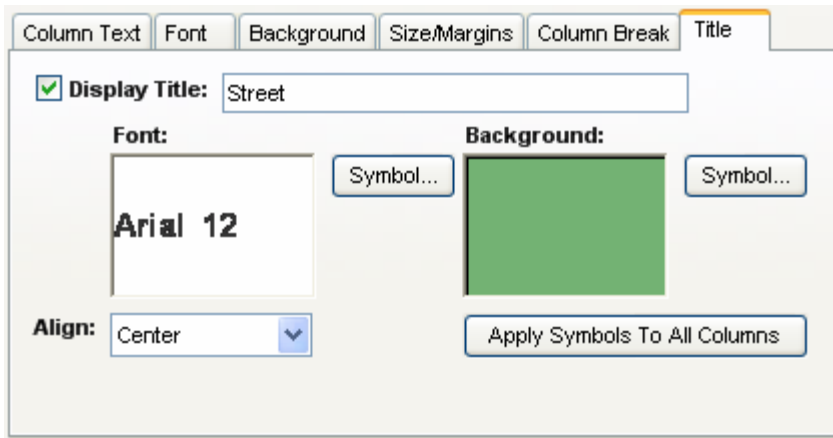 Column Text Font Background Size/Margins Column Break Title
Display Title: Street
Font: Background:
Symbol... Symbol...
Arial 12
Align: Center Apply Symbols To All Columns